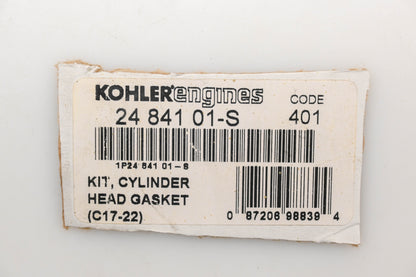 KOHLERengines CODE
24 841 01-S 401
1P24 841 01-S
KIT, CYLINDER
HEAD GASKET
(C17-22)
0 87206 98839 4